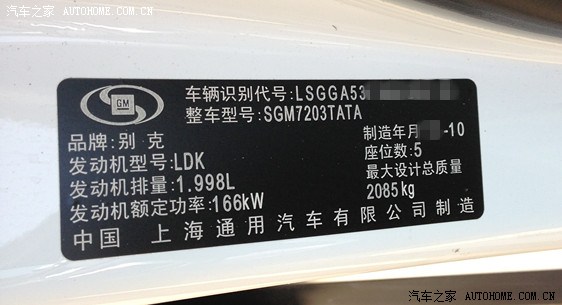 汽车之家 AUTOHOME.COM.CN
GM
车辆识别代号:LSGGA53
整车型号:SGM7203TATA
品牌:别克
制造年月 -10
发动机型号:LDK
座位数:5
发动机排量:1.998L
最大设计总质量
2085kg
发动机额定功率:166kW
中国 上海通用汽车有限公司制造
汽车之家 AUTOHOME.COM.CN